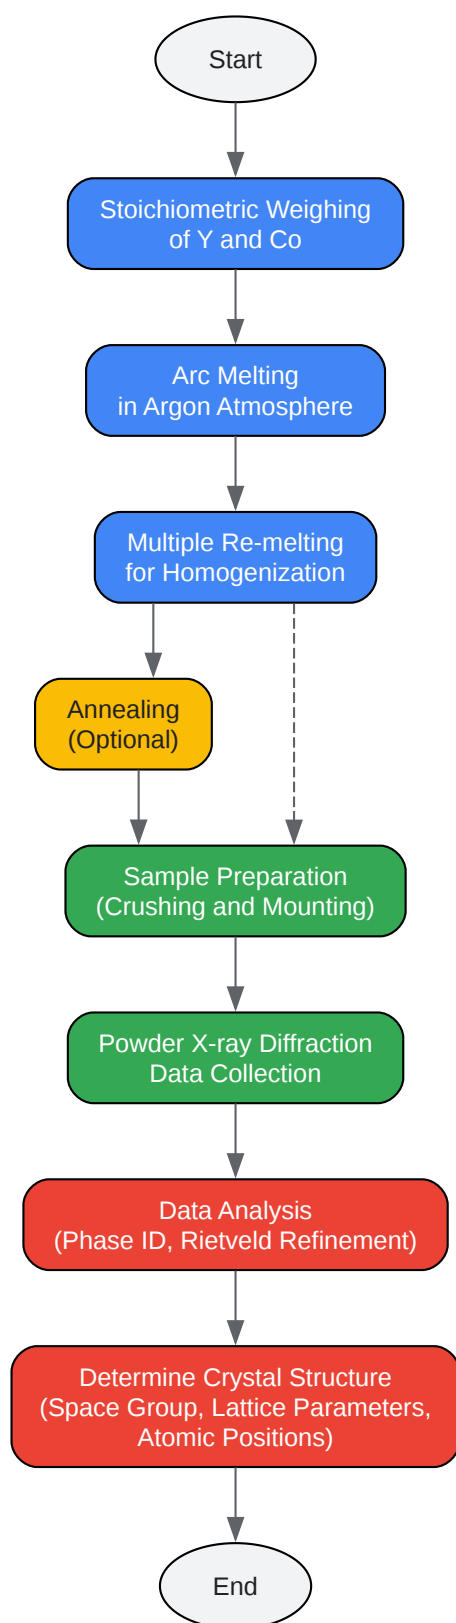 Start
Stoichiometric Weighing
of Y and Co
Arc Melting
in Argon Atmosphere
Multiple Re-melting
for Homogenization
Annealing
(Optional)
Sample Preparation
(Crushing and Mounting)
Powder X-ray Diffraction
Data Collection
Data Analysis
(Phase ID, Rietveld Refinement)
Determine Crystal Structure
(Space Group, Lattice Parameters,
Atomic Positions)
End